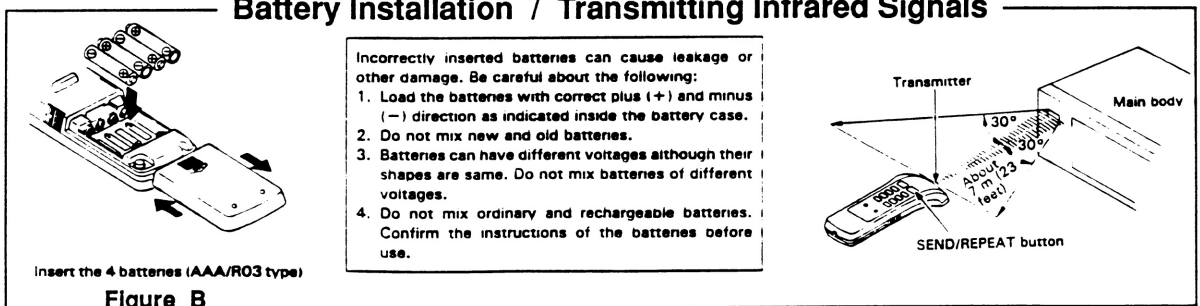 Battery Installation / Transmitting Infrared Signals
Insert the 4 batteries (AAA/R03 type)
Figure B
Incorrectly inserted batteries can cause leakage or
other damage. Be careful about the following:
1. Load the batteries with correct plus (+) and minus
(−) direction as indicated inside the battery case.
2. Do not mix new and old batteries.
3. Batteries can have different voltages although their
shapes are same. Do not mix batteries of different
voltages.
4. Do not mix ordinary and rechargeable batteries.
Confirm the instructions of the batteries before
use.
Transmitter
Main body
30°
30°
About
7 m (23
feet)
SEND/REPEAT button